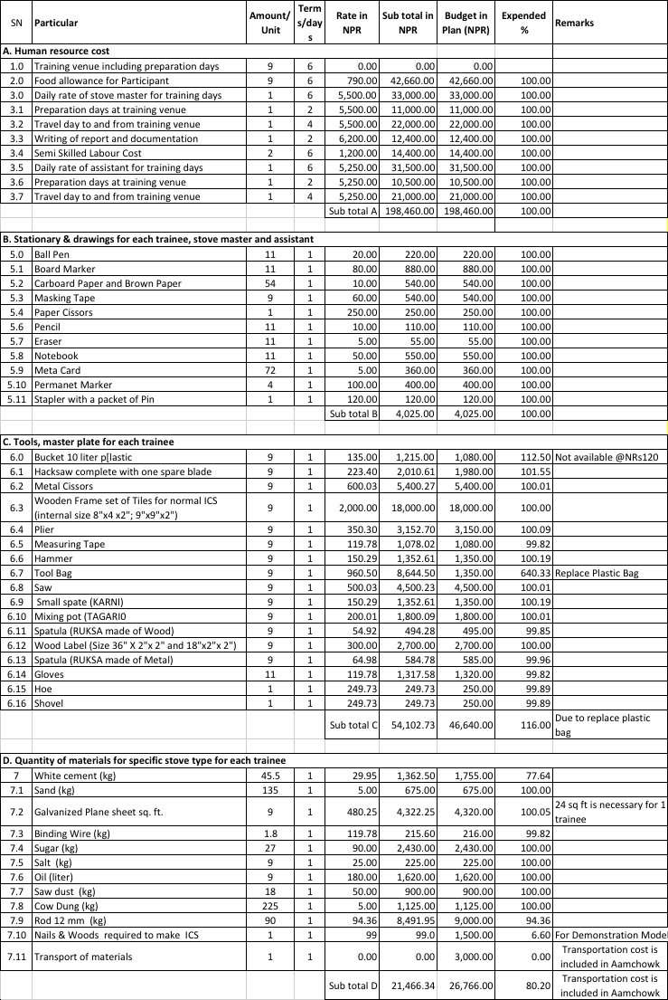 SN Particular Amount/ Unit Term s/day s Rate in NPR Sub total in NPR Budget in Plan (NPR) Expended % Remarks
A. Human resource cost
1.0 Training venue including preparation days 9 6 0.00 0.00 0.00
2.0 Food allowance for Participant 9 6 790.00 42,660.00 42,660.00 100.00
3.0 Daily rate of stove master for training days 1 6 5,500.00 33,000.00 33,000.00 100.00
3.1 Preparation days at training venue 1 2 5,500.00 11,000.00 11,000.00 100.00
3.2 Travel day to and from training venue 1 4 5,500.00 22,000.00 22,000.00 100.00
3.3 Writing of report and documentation 1 2 6,200.00 12,400.00 12,400.00 100.00
3.4 Semi Skilled Labour Cost 2 6 1,200.00 14,400.00 14,400.00 100.00
3.5 Daily rate of assistant for training days 1 6 5,250.00 31,500.00 31,500.00 100.00
3.6 Preparation days at training venue 1 2 5,250.00 10,500.00 10,500.00 100.00
3.7 Travel day to and from training venue 1 4 5,250.00 21,000.00 21,000.00 100.00
Sub total A 198,460.00 198,460.00 100.00
B. Stationary & drawings for each trainee, stove master and assistant
5.0 Ball Pen 11 1 20.00 220.00 220.00 100.00
5.1 Board Marker 11 1 80.00 880.00 880.00 100.00
5.2 Carboard Paper and Brown Paper 54 1 10.00 540.00 540.00 100.00
5.3 Masking Tape 9 1 60.00 540.00 540.00 100.00
5.4 Paper Cissors 1 1 250.00 250.00 250.00 100.00
5.6 Pencil 11 1 10.00 110.00 110.00 100.00
5.7 Eraser 11 1 5.00 55.00 55.00 100.00
5.8 Notebook 11 1 50.00 550.00 550.00 100.00
5.9 Meta Card 72 1 5.00 360.00 360.00 100.00
5.10 Permanet Marker 4 1 100.00 400.00 400.00 100.00
5.11 Stapler with a packet of Pin 1 1 120.00 120.00 120.00 100.00
Sub total B 4,025.00 4,025.00 100.00
C. Tools, master plate for each trainee
6.0 Bucket 10 liter p[lastic 9 1 135.00 1,215.00 1,080.00 112.50 Not available @NRs120
6.1 Hacksaw complete with one spare blade 9 1 223.40 2,010.61 1,980.00 101.55
6.2 Metal Cissors 9 1 600.03 5,400.27 5,400.00 100.01
6.3 Wooden Frame set of Tiles for normal ICS (internal size 8"x4 x2"; 9"x9"x2") 9 1 2,000.00 18,000.00 18,000.00 100.00
6.4 Plier 9 1 350.30 3,152.70 3,150.00 100.09
6.5 Measuring Tape 9 1 119.78 1,078.02 1,080.00 99.82
6.6 Hammer 9 1 150.29 1,352.61 1,350.00 100.19
6.7 Tool Bag 9 1 960.50 8,644.50 1,350.00 640.33 Replace Plastic Bag
6.8 Saw 9 1 500.03 4,500.23 4,500.00 100.01
6.9 Small spate (KARNI) 9 1 150.29 1,352.61 1,350.00 100.19
6.10 Mixing pot (TAGARI0 9 1 200.01 1,800.09 1,800.00 100.01
6.11 Spatula (RUKSA made of Wood) 9 1 54.92 494.28 495.00 99.85
6.12 Wood Label (Size 36" X 2"x 2" and 18"x2"x 2") 9 1 300.00 2,700.00 2,700.00 100.00
6.13 Spatula (RUKSA made of Metal) 9 1 64.98 584.78 585.00 99.96
6.14 Gloves 11 1 119.78 1,317.58 1,320.00 99.82
6.15 Hoe 1 1 249.73 249.73 250.00 99.89
6.16 Shovel 1 1 249.73 249.73 250.00 99.89
Sub total C 54,102.73 46,640.00 116.00 Due to replace plastic bag
D. Quantity of materials for specific stove type for each trainee
7 White cement (kg) 45.5 1 29.95 1,362.50 1,755.00 77.64
7.1 Sand (kg) 135 1 5.00 675.00 675.00 100.00
7.2 Galvanized Plane sheet sq. ft. 9 1 480.25 4,322.25 4,320.00 100.05 24 sq ft is necessary for 1 trainee
7.3 Binding Wire (kg) 1.8 1 119.78 215.60 216.00 99.82
7.4 Sugar (kg) 27 1 90.00 2,430.00 2,430.00 100.00
7.5 Salt (kg) 9 1 25.00 225.00 225.00 100.00
7.6 Oil (liter) 9 1 180.00 1,620.00 1,620.00 100.00
7.7 Saw dust (kg) 18 1 50.00 900.00 900.00 100.00
7.8 Cow Dung (kg) 225 1 5.00 1,125.00 1,125.00 100.00
7.9 Rod 12 mm (kg) 90 1 94.36 8,491.95 9,000.00 94.36
7.10 Nails & Woods required to make ICS 1 1 99 99.0 1,500.00 6.60 For Demonstration Mode
7.11 Transport of materials 1 1 0.00 0.00 3,000.00 0.00 Transportation cost is included in Aamchowk
Sub total D 21,466.34 26,766.00 80.20 Transportation cost is included in Aamchowk